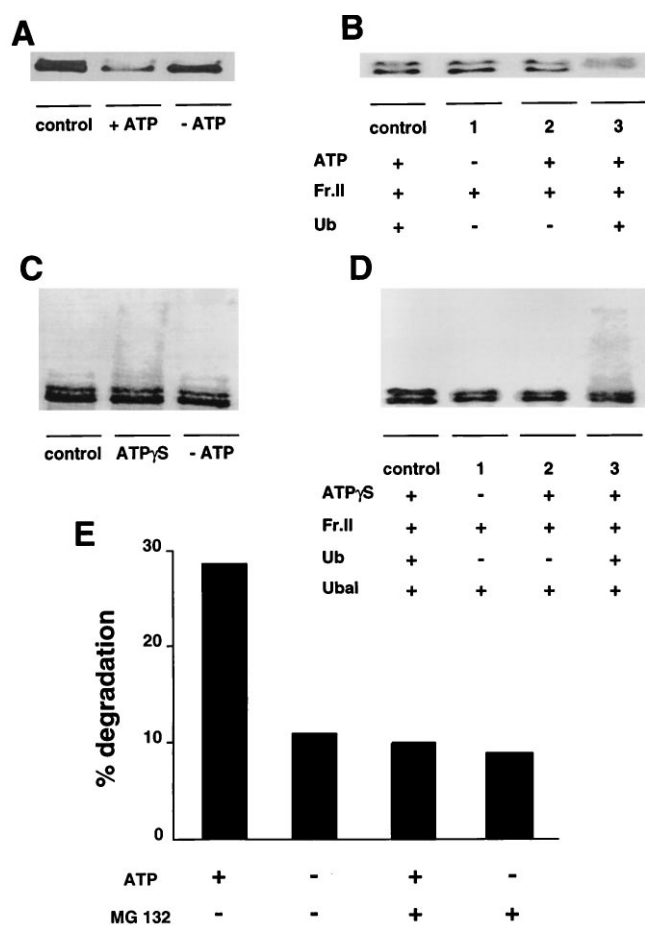 A
control + ATP - ATP
B
control 1 2 3
ATP + - + +
Fr.II + + + +
Ub + - - +
C
control ATPγS - ATP
D
control 1 2 3
ATPγS + - + +
Fr.II + + + +
Ub + - - +
Ubal + + + +
E
30
20
10
0
% degradation
ATP + - + -
MG 132 - - + +